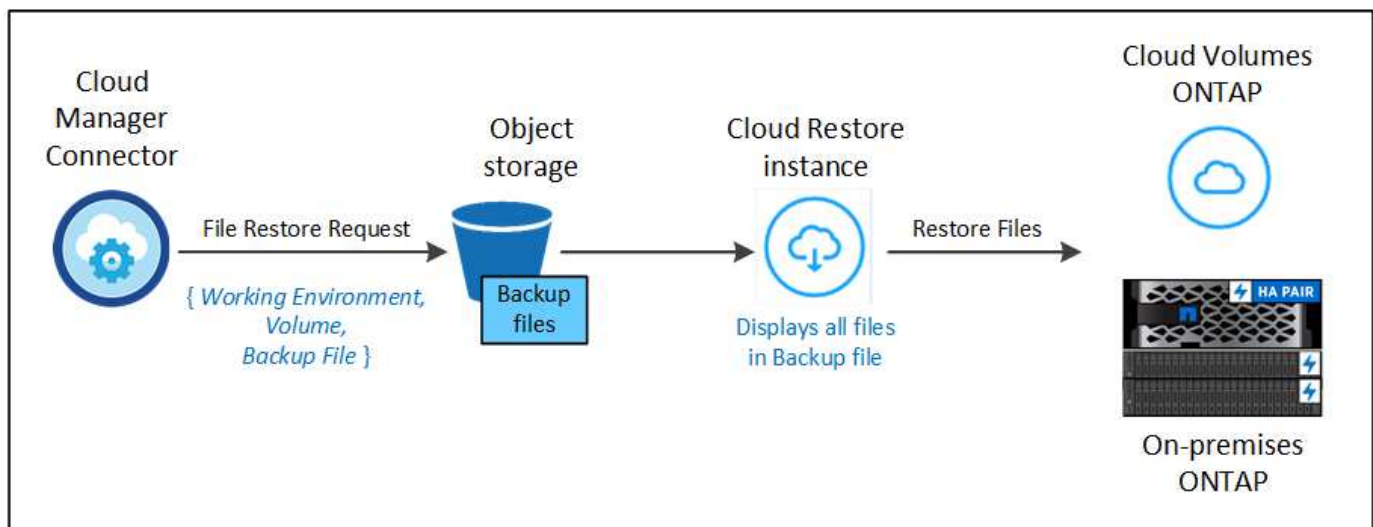 Cloud
Manager
Connector
File Restore Request
{ Working Environment,
Volume,
Backup File }
Object
storage
Backup
files
Cloud Restore
instance
Displays all files
in Backup file
Restore Files
Cloud Volumes
ONTAP
HA PAIR
On-premises
ONTAP